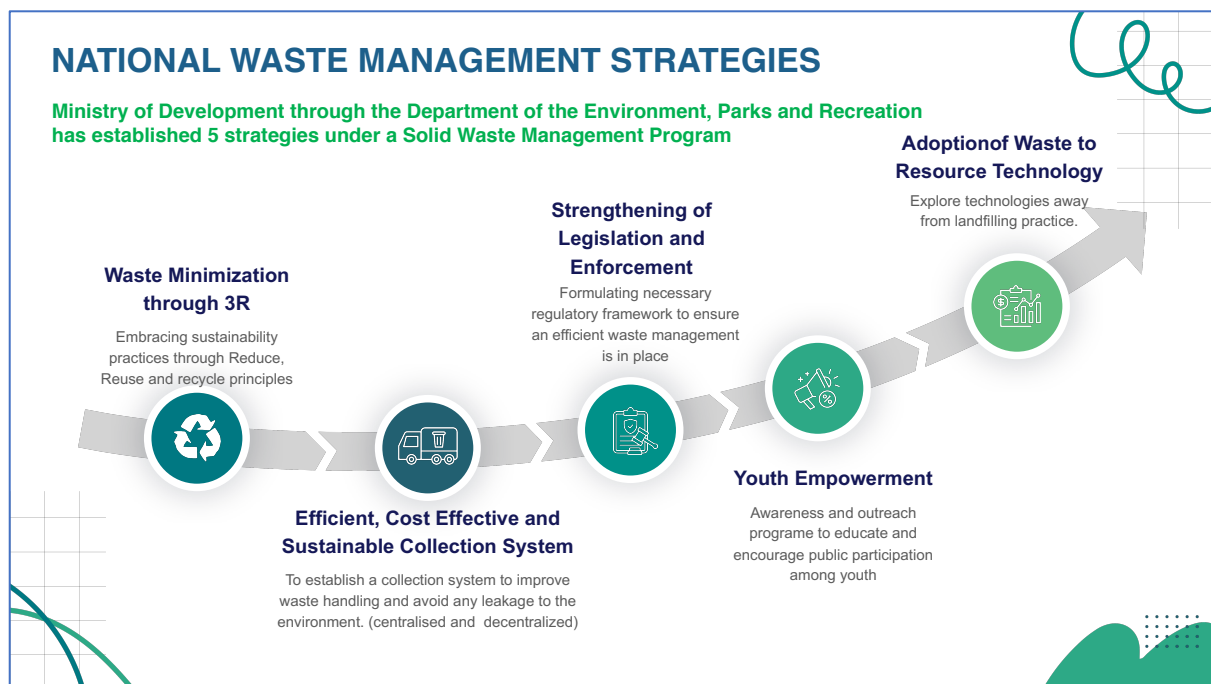 NATIONAL WASTE MANAGEMENT STRATEGIES
Ministry of Development through the Department of the Environment, Parks and Recreation
has established 5 strategies under a Solid Waste Management Program
Waste Minimization
through 3R
Embracing sustainability
practices through Reduce,
Reuse and recycle principles
Efficient, Cost Effective and
Sustainable Collection System
To establish a collection system to improve
waste handling and avoid any leakage to the
environment. (centralised and  decentralized)
Strengthening of
Legislation and
Enforcement
Formulating necessary
regulatory framework to ensure
an efficient waste management
is in place
Youth Empowerment
Awareness and outreach
programe to educate and
encourage public participation
among youth
Adoptionof Waste to
Resource Technology
Explore technologies away
from landfilling practice.